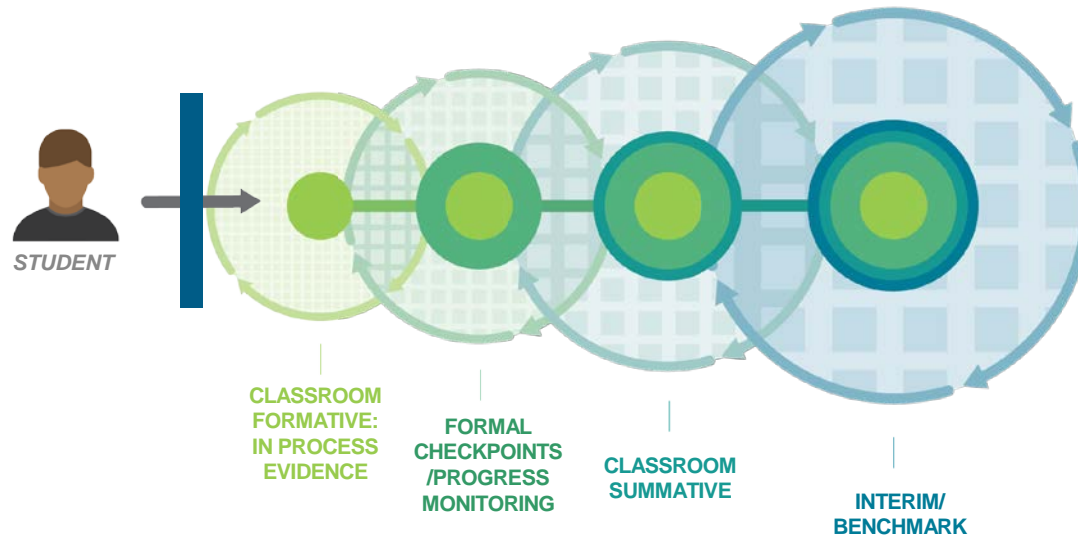 STUDENT
CLASSROOM
FORMATIVE:
IN PROCESS
EVIDENCE
FORMAL
CHECKPOINTS
/PROGRESS
MONITORING
CLASSROOM
SUMMATIVE
INTERIM/
BENCHMARK